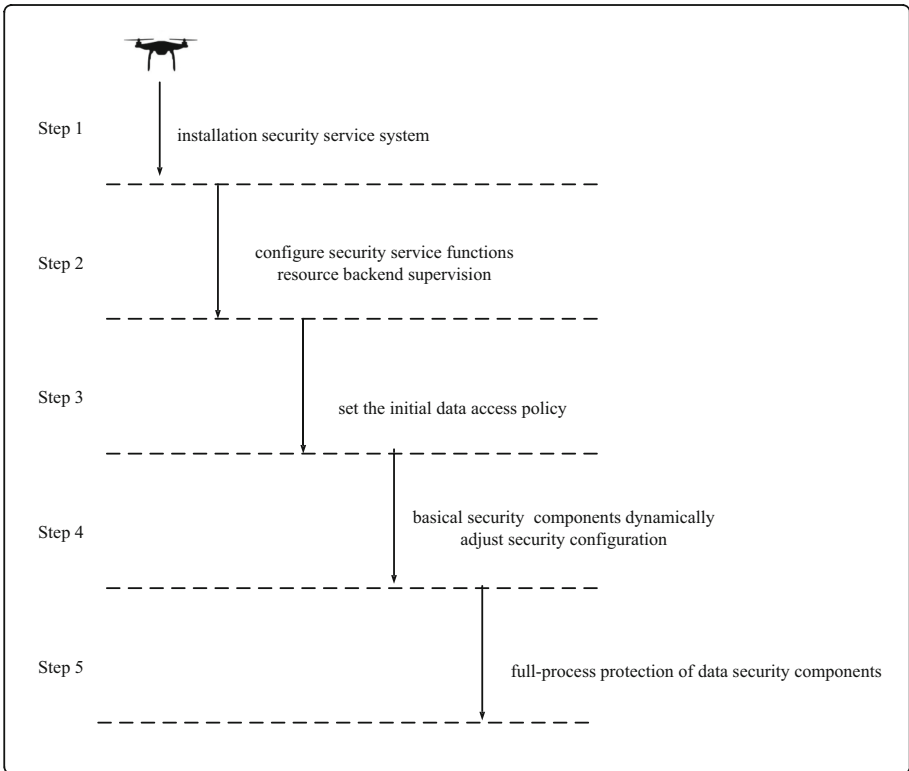 Step 1
installation security service system
Step 2
configure security service functions
resource backend supervision
Step 3
set the initial data access policy
Step 4
basical security components dynamically
adjust security configuration
Step 5
full-process protection of data security components